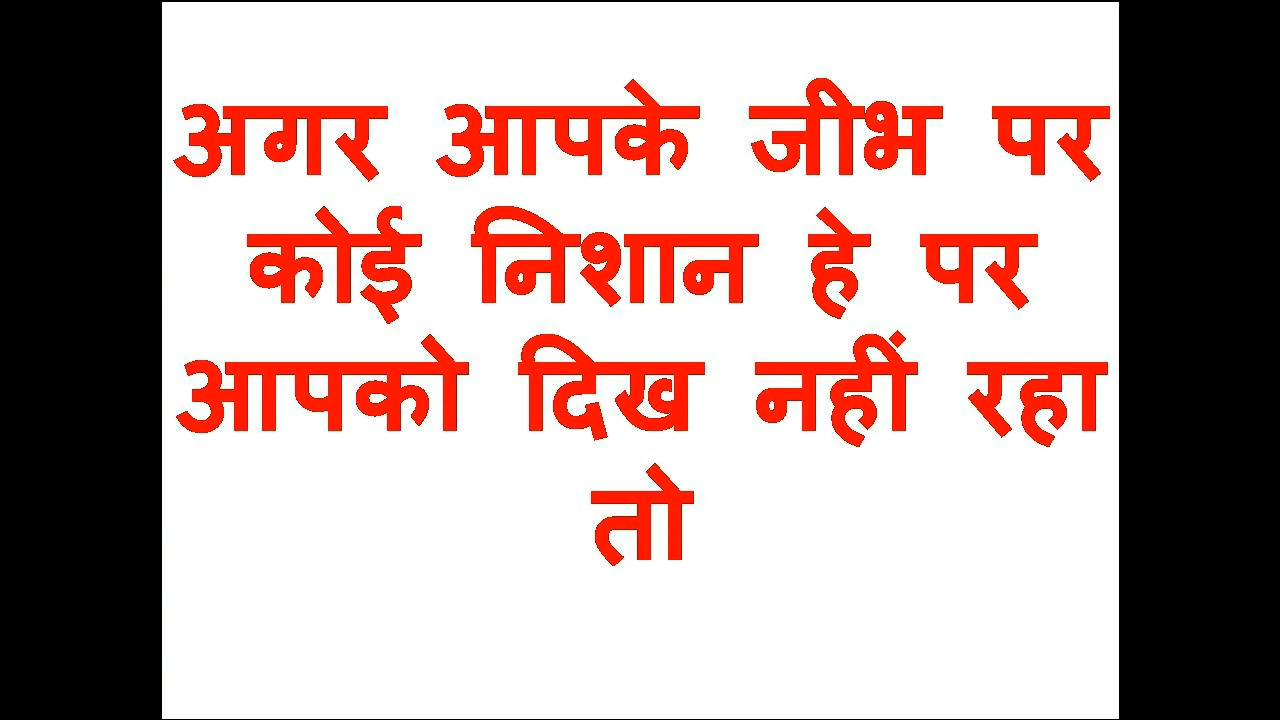 अगर आपके जीभ पर
कोई निशान हे पर
आपको दिख नहीं रहा
तो